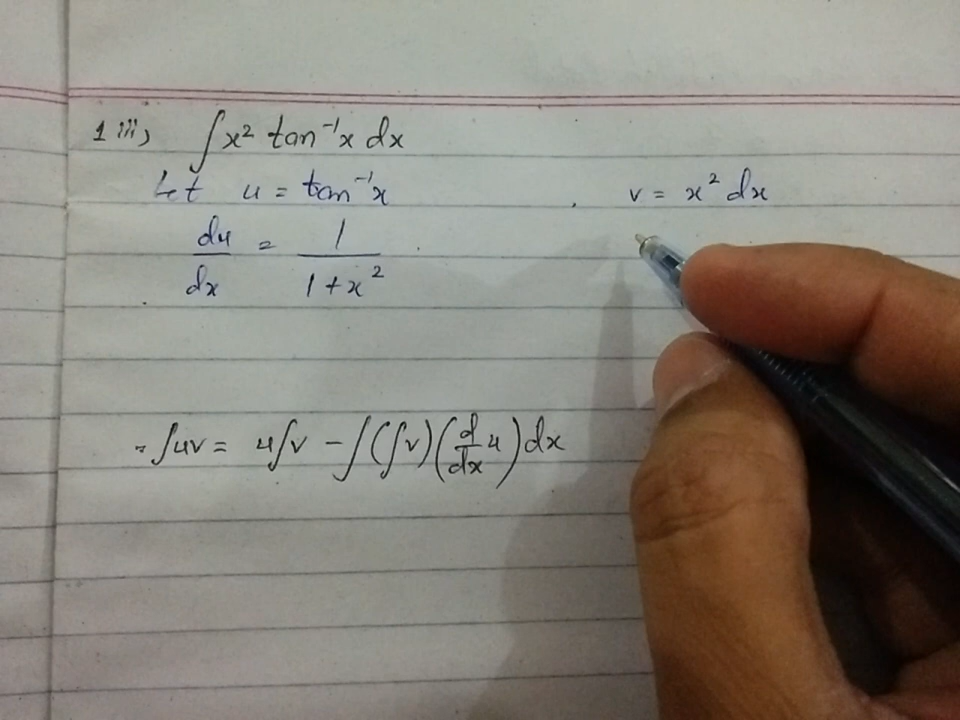 1 iii, ∫x² tan⁻¹x dx
Let u = tan⁻¹x . v = x² dx
du/dx = 1/(1+x²)
= ∫uv = u∫v − ∫(∫v)(d/dx u)dx